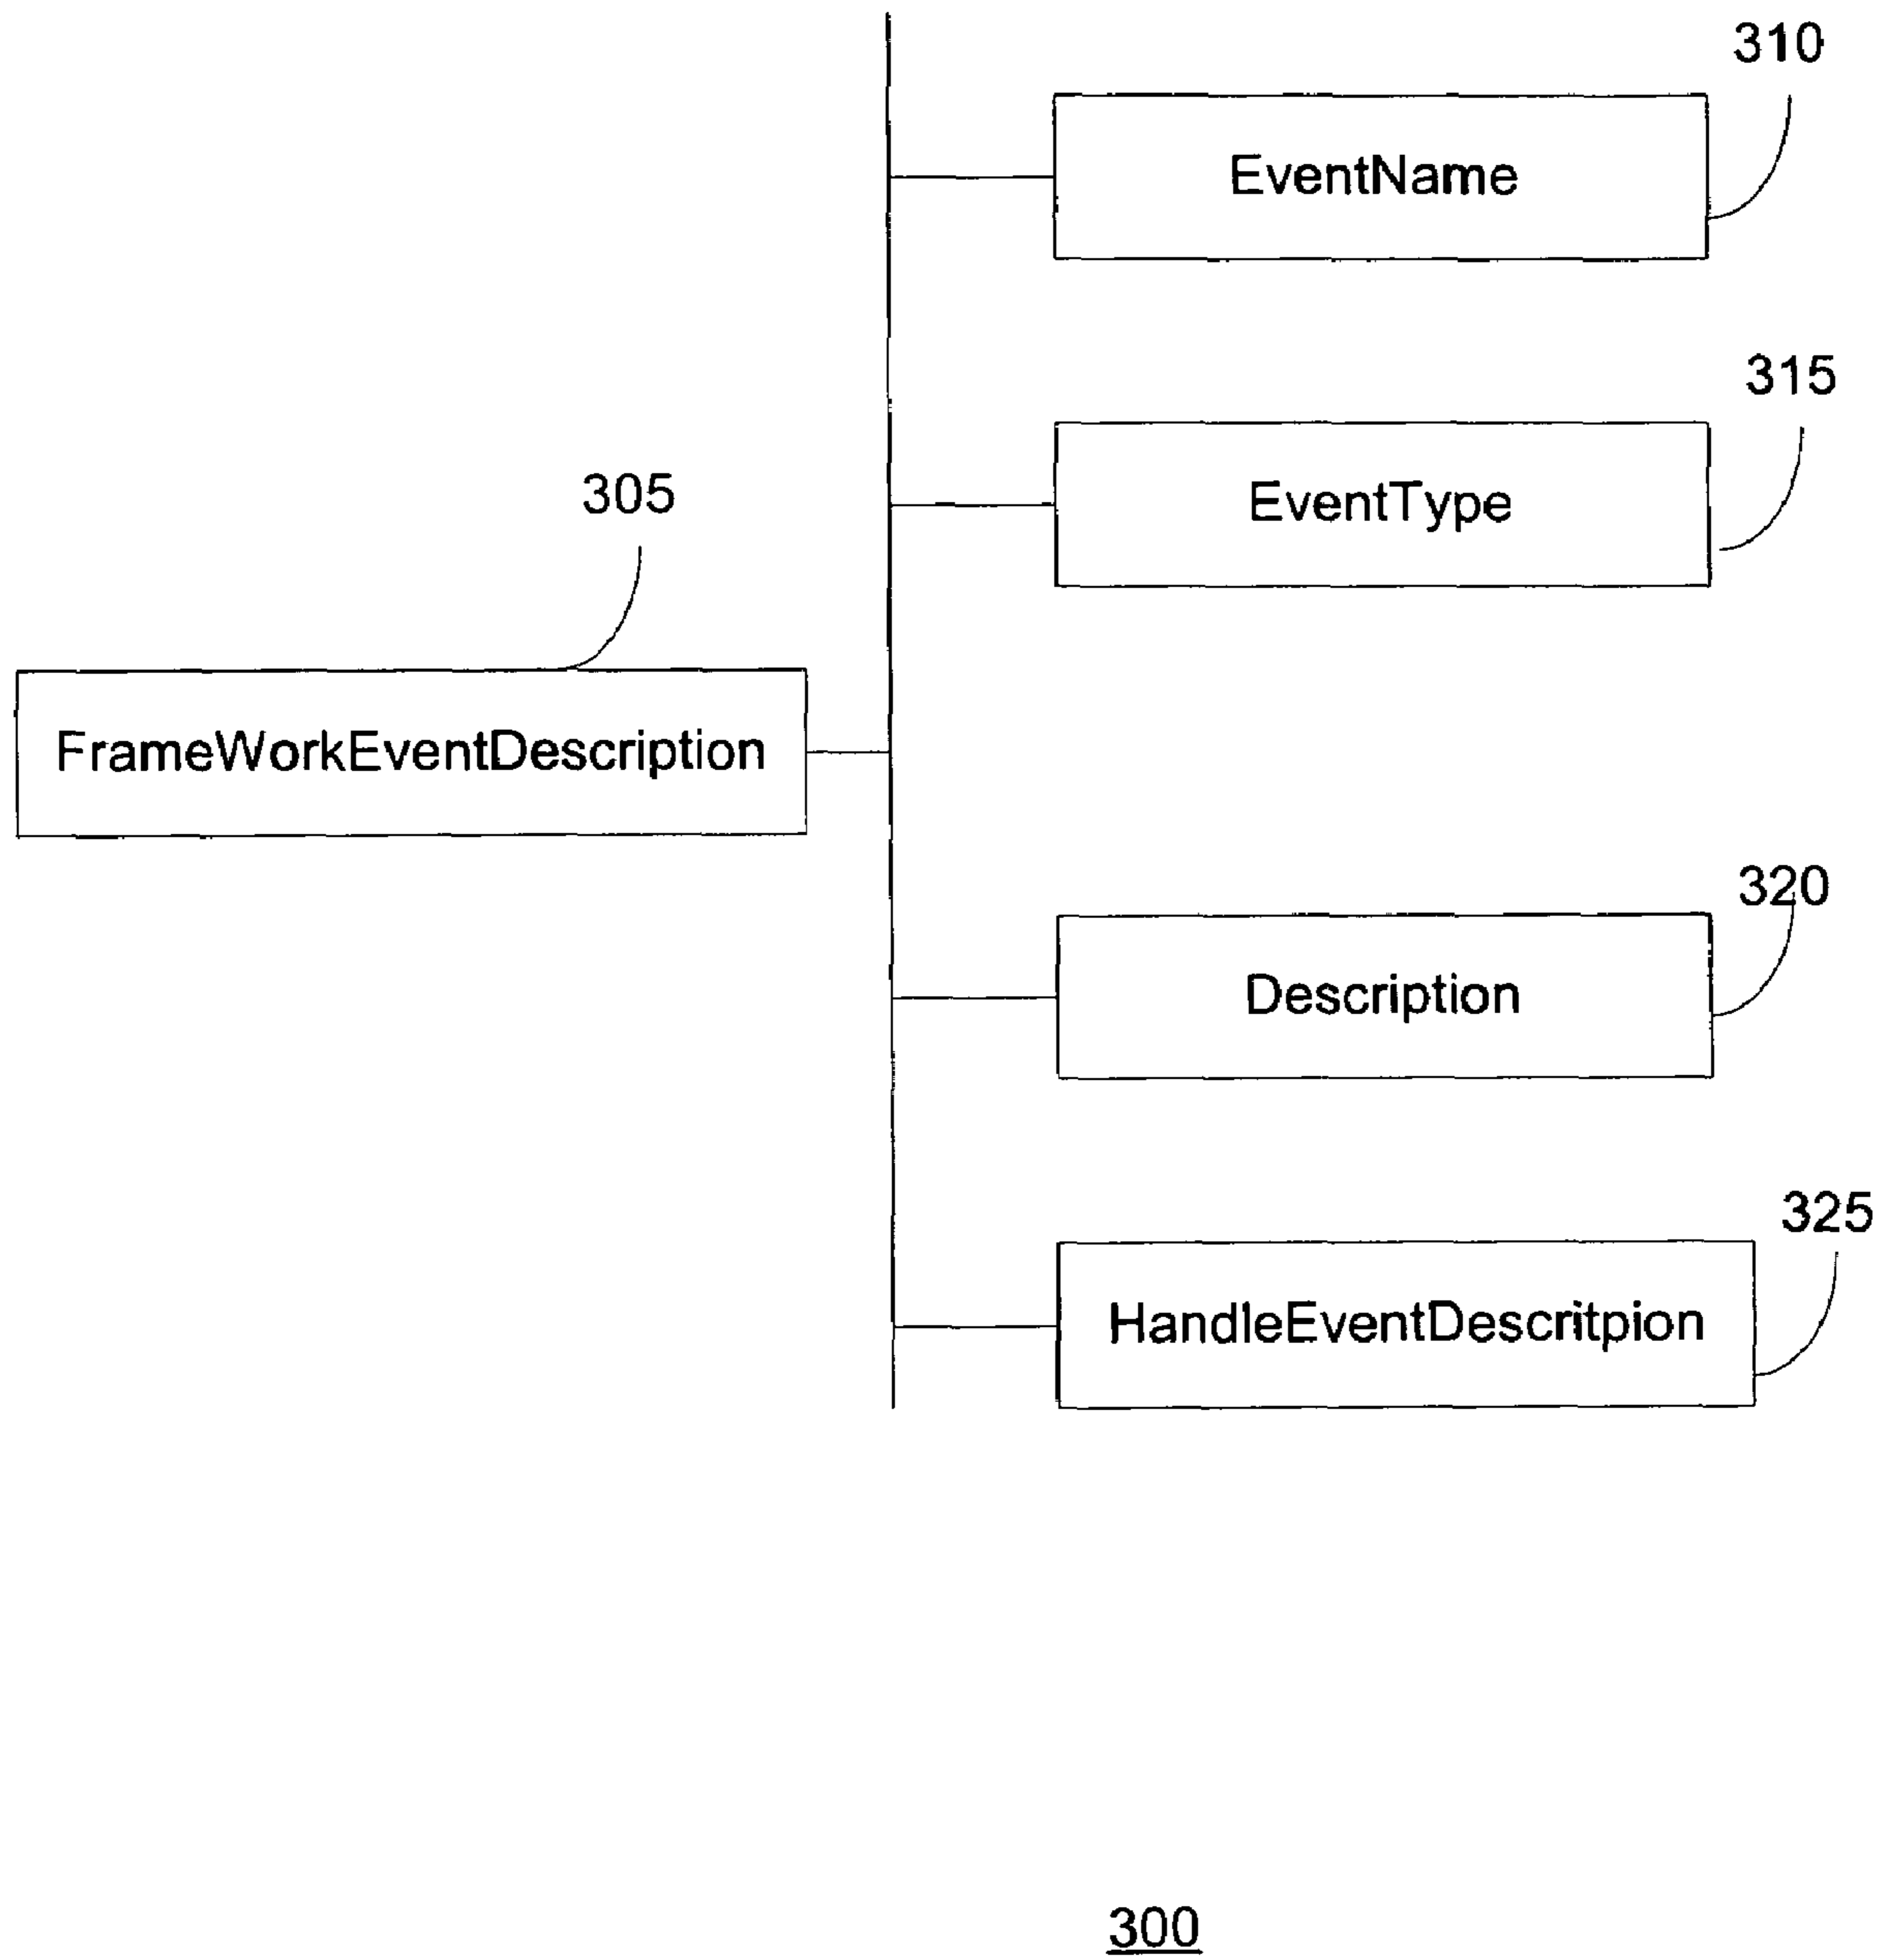 310
EventName
315
EventType
305
FrameWorkEventDescription
320
Description
325
HandleEventDescritpion
300